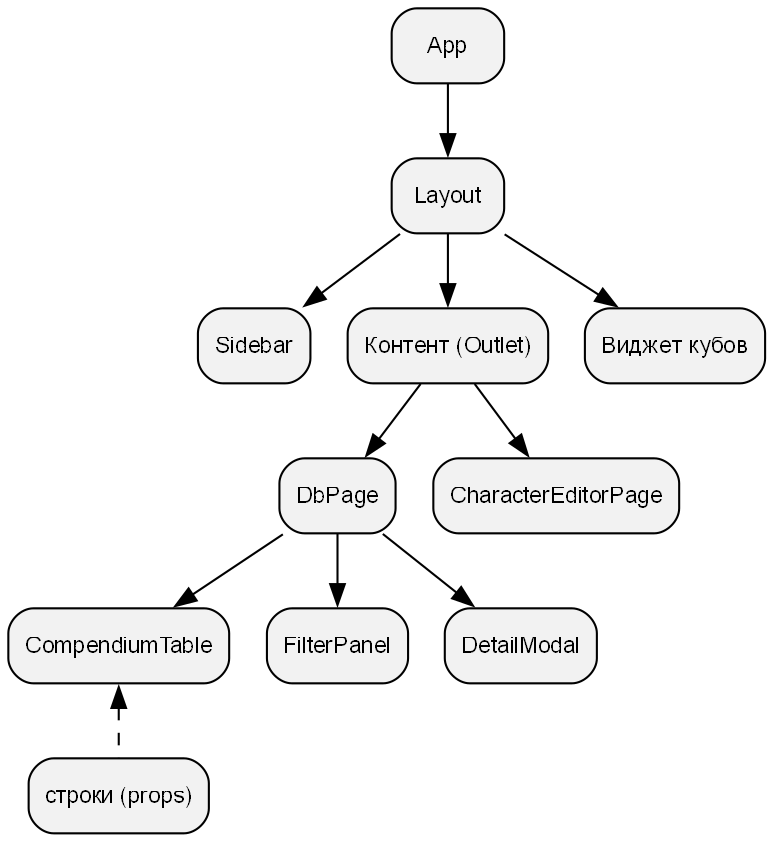 App
Layout
Sidebar
Контент (Outlet)
Виджет кубов
DbPage
CharacterEditorPage
CompendiumTable
FilterPanel
DetailModal
строки (props)